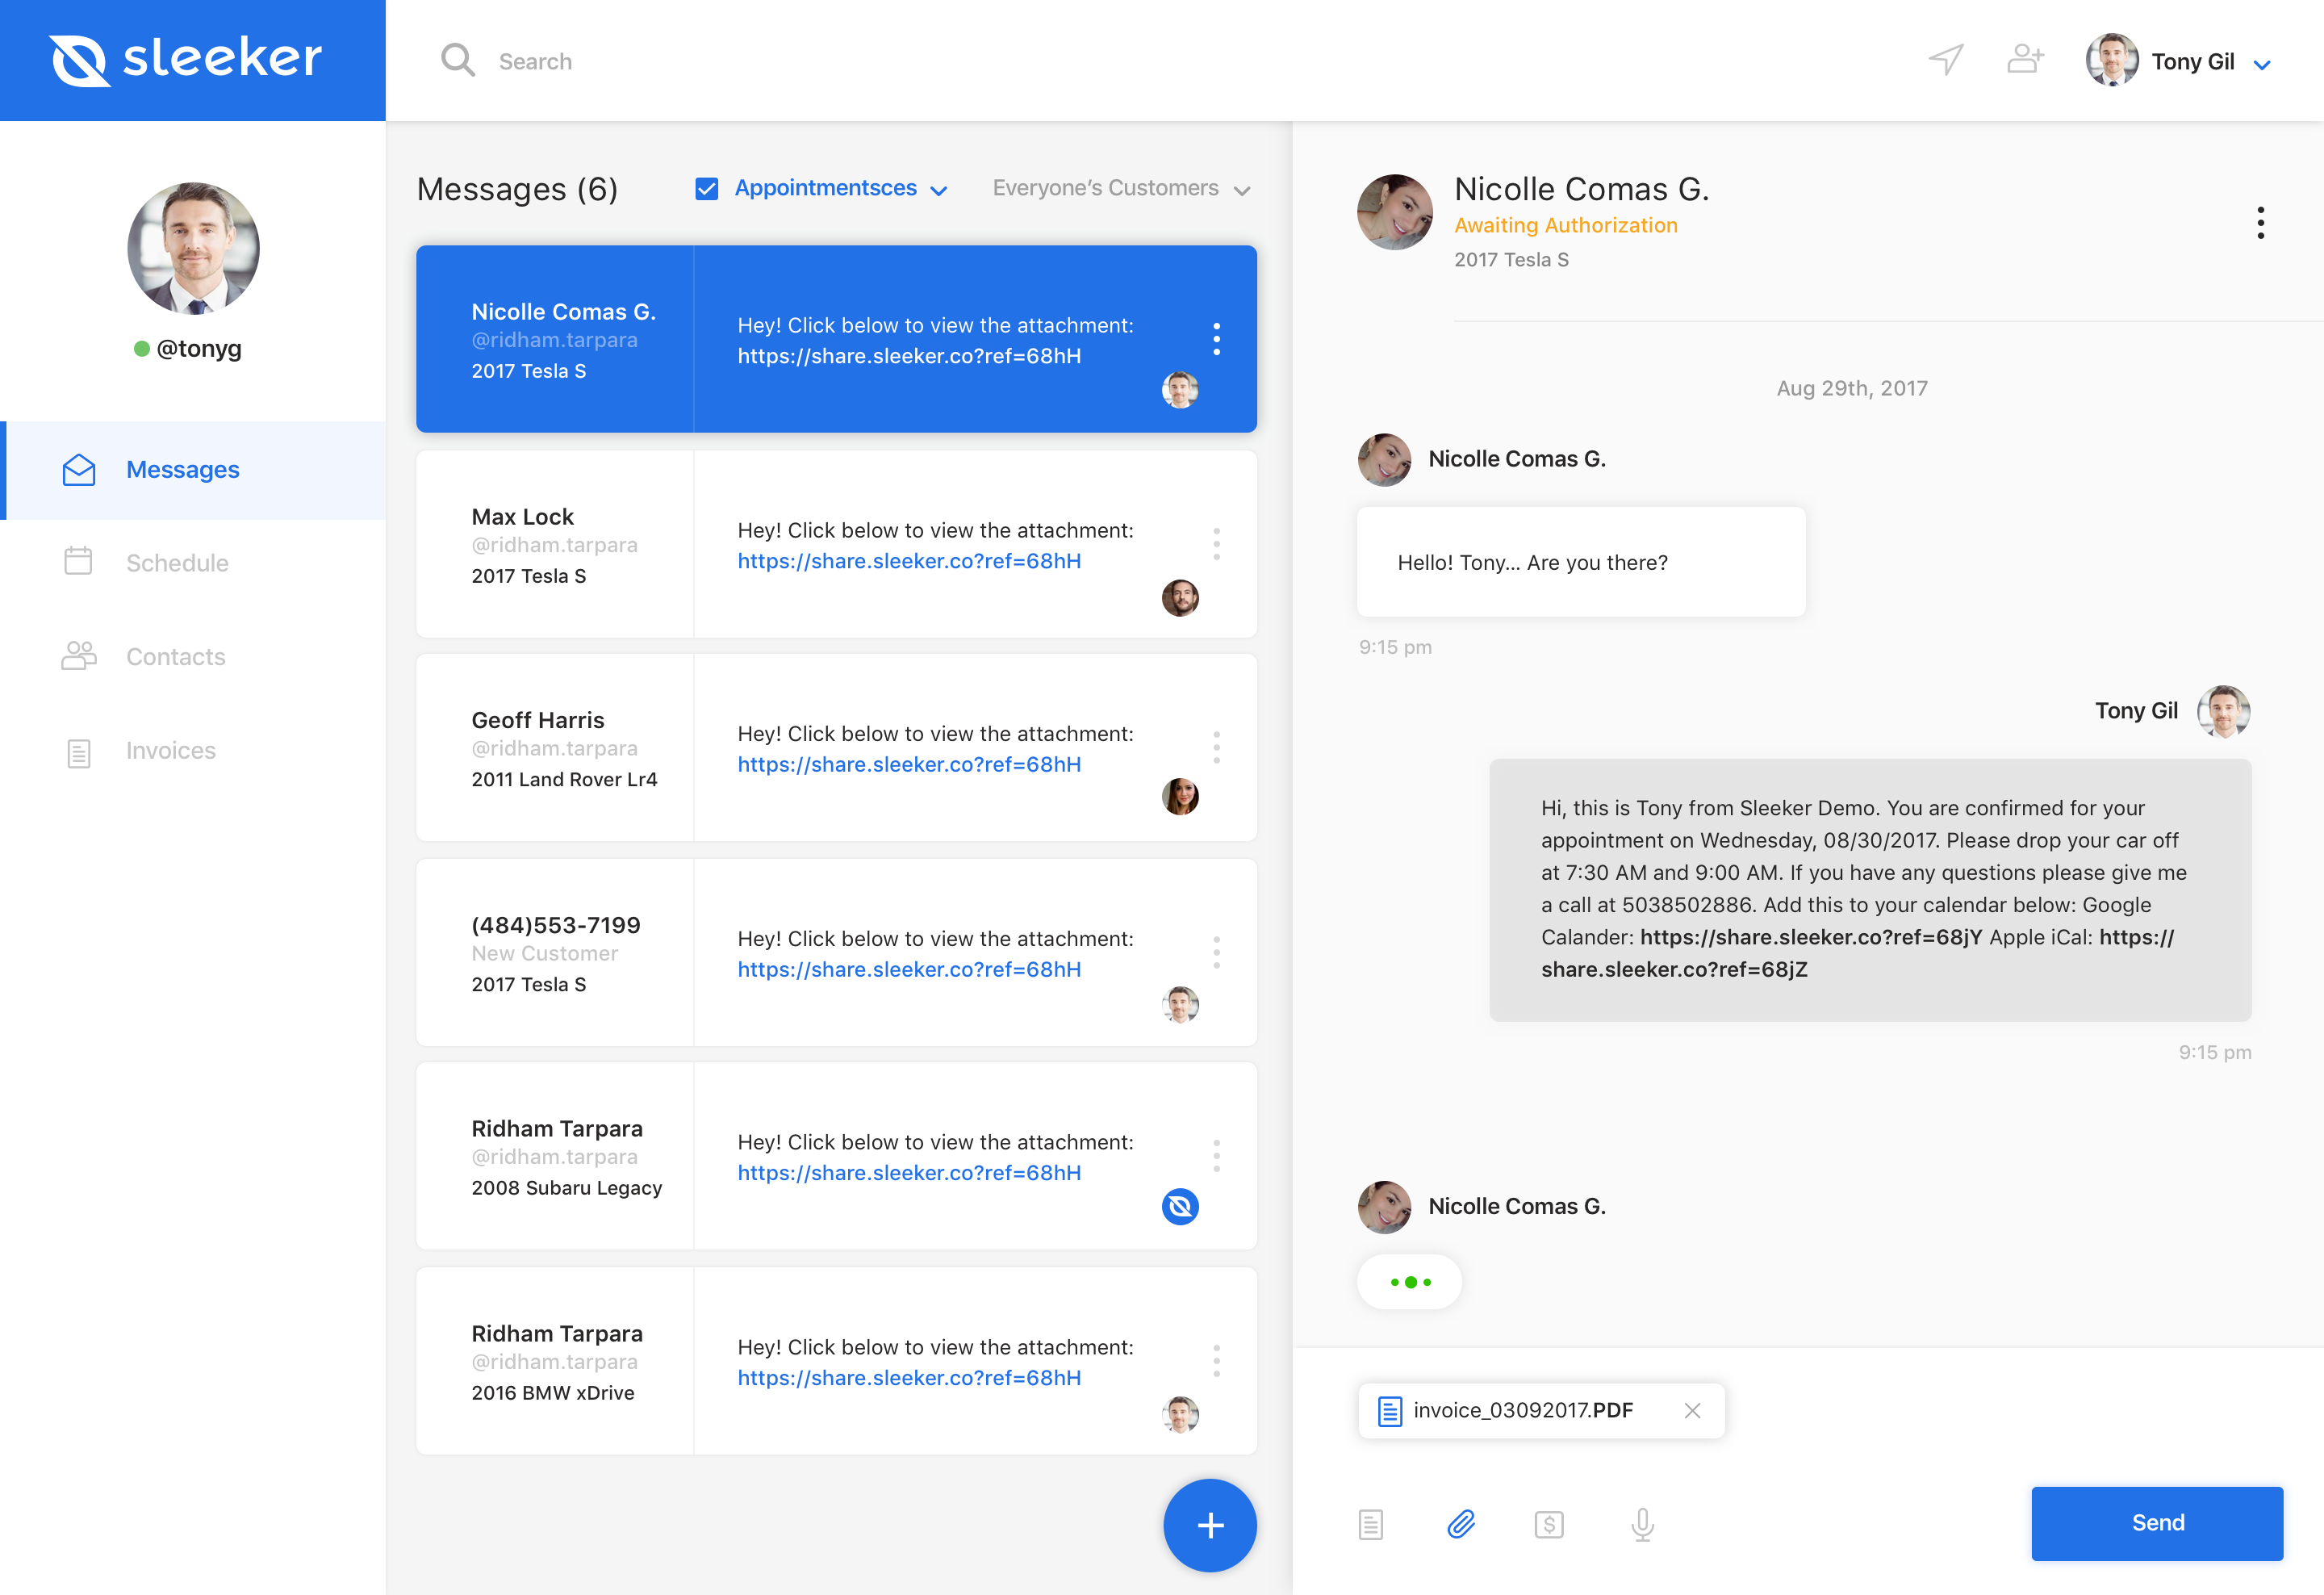 sleeker
Search
Tony Gil
@tonyg
Messages
Schedule
Contacts
Invoices
Messages (6)
Appointmentsces
Everyone’s Customers
Nicolle Comas G.
@ridham.tarpara
2017 Tesla S
Hey! Click below to view the attachment:
https://share.sleeker.co?ref=68hH
Max Lock
@ridham.tarpara
2017 Tesla S
Hey! Click below to view the attachment:
https://share.sleeker.co?ref=68hH
Geoff Harris
@ridham.tarpara
2011 Land Rover Lr4
Hey! Click below to view the attachment:
https://share.sleeker.co?ref=68hH
(484)553-7199
New Customer
2017 Tesla S
Hey! Click below to view the attachment:
https://share.sleeker.co?ref=68hH
Ridham Tarpara
@ridham.tarpara
2008 Subaru Legacy
Hey! Click below to view the attachment:
https://share.sleeker.co?ref=68hH
Ridham Tarpara
@ridham.tarpara
2016 BMW xDrive
Hey! Click below to view the attachment:
https://share.sleeker.co?ref=68hH
Nicolle Comas G.
Awaiting Authorization
2017 Tesla S
Aug 29th, 2017
Nicolle Comas G.
Hello! Tony... Are you there?
9:15 pm
Tony Gil
Hi, this is Tony from Sleeker Demo. You are confirmed for your
appointment on Wednesday, 08/30/2017. Please drop your car off
at 7:30 AM and 9:00 AM. If you have any questions please give me
a call at 5038502886. Add this to your calendar below: Google
Calander: https://share.sleeker.co?ref=68jY Apple iCal: https://
share.sleeker.co?ref=68jZ
9:15 pm
Nicolle Comas G.
invoice_03092017.PDF
Send